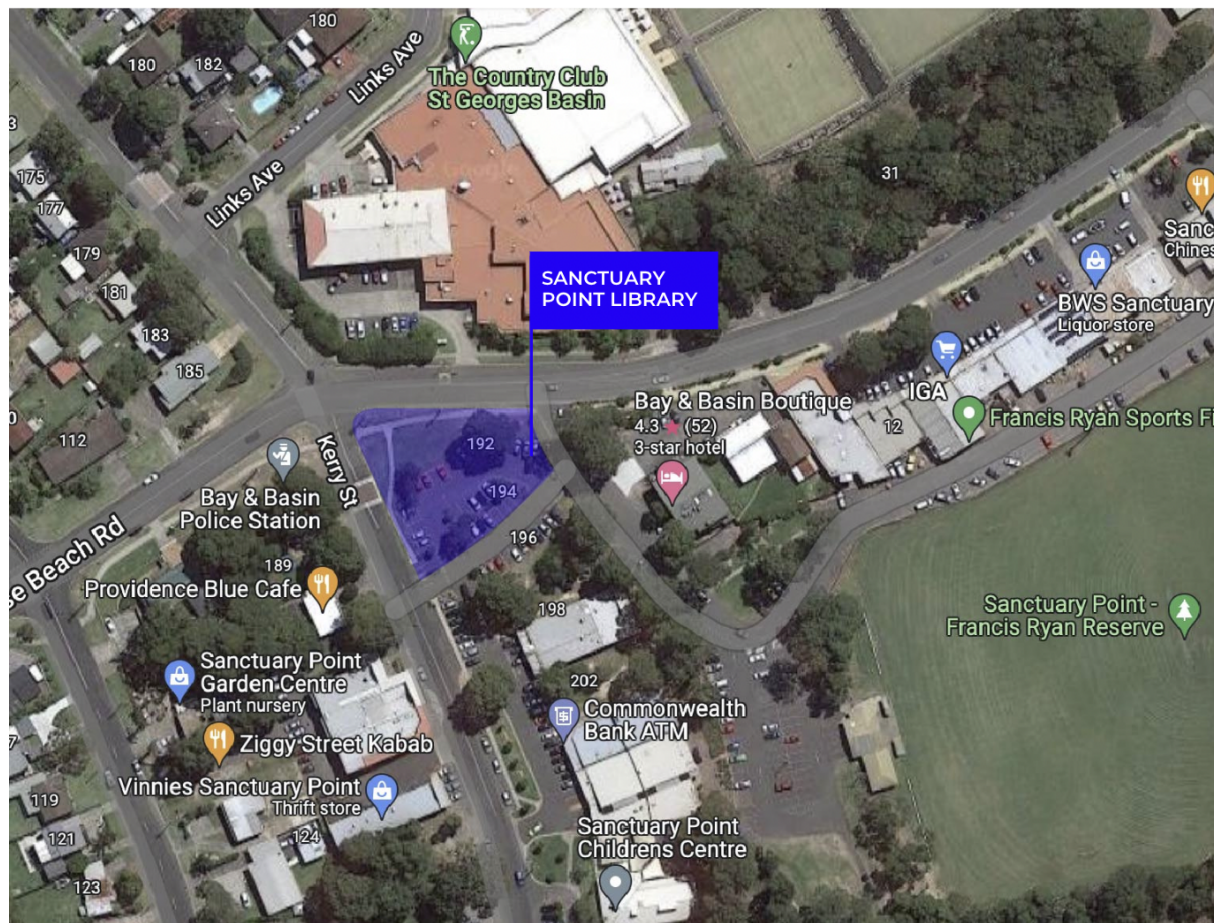 180
180
182
Links Ave
The Country Club
St Georges Basin
3
175
177
Links Ave
31
179
181
183
185
SANCTUARY
POINT LIBRARY
Sanc
Chines
BWS Sanctuary
Liquor store
IGA
Francis Ryan Sports Fi
Bay & Basin Boutique
4.3 ★ (52)
3-star hotel
12
0
112
Kerry St
192
194
196
Bay & Basin
Police Station
se Beach Rd
189
Providence Blue Cafe
198
Sanctuary Point -
Francis Ryan Reserve
Sanctuary Point
Garden Centre
Plant nursery
202
Commonwealth
Bank ATM
7
Ziggy Street Kabab
Vinnies Sanctuary Point
Thrift store
119
121
123
124
Sanctuary Point
Childrens Centre